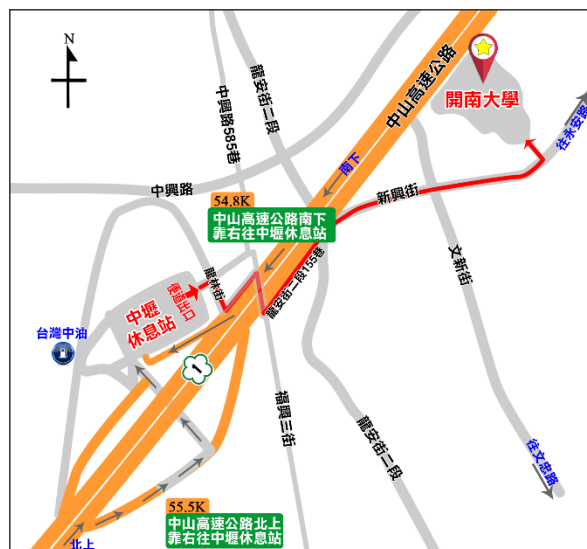 N
中山高速公路
開南大學
往永安路
龍安街二段
中興路585巷
中興路
南下
新興街
54.8K
中山高速公路南下
靠右往中壢休息站
文新街
龍林街
便道出口
龍安街二段155巷
中壢
休息站
台灣中油
1
福興三街
龍安街二段
往文忠路
55.5K
中山高速公路北上
靠右往中壢休息站
北上